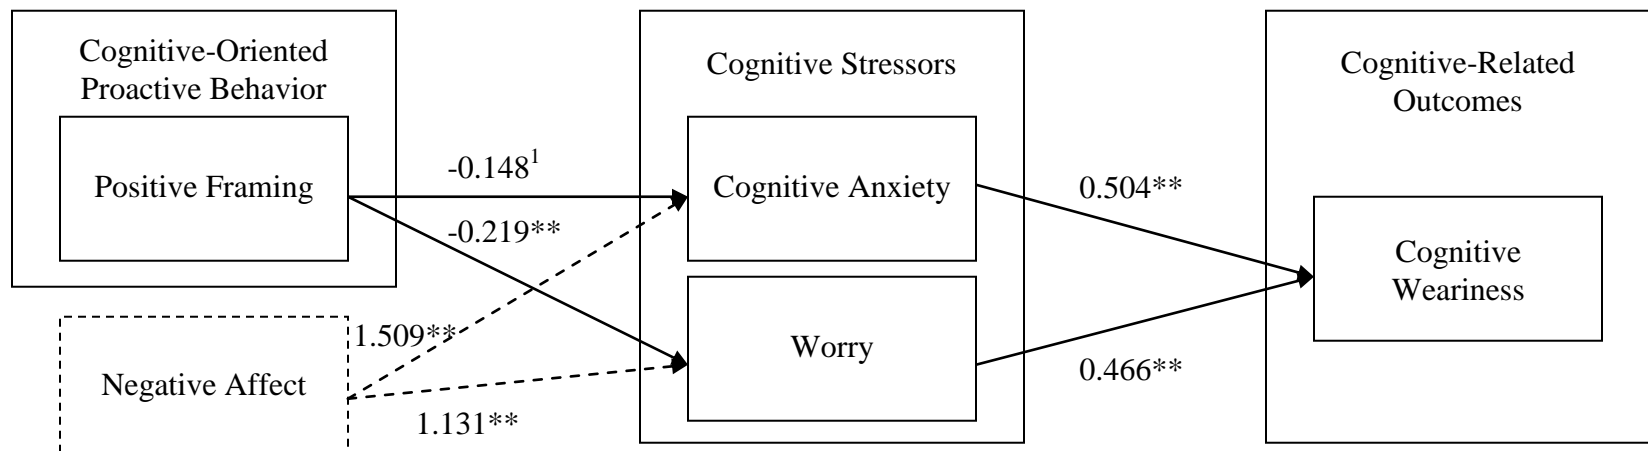 Cognitive-Oriented
Proactive Behavior
Positive Framing
Negative Affect
-0.148¹
-0.219**
1.509**
1.131**
Cognitive Stressors
Cognitive Anxiety
Worry
0.504**
0.466**
Cognitive-Related
Outcomes
Cognitive
Weariness